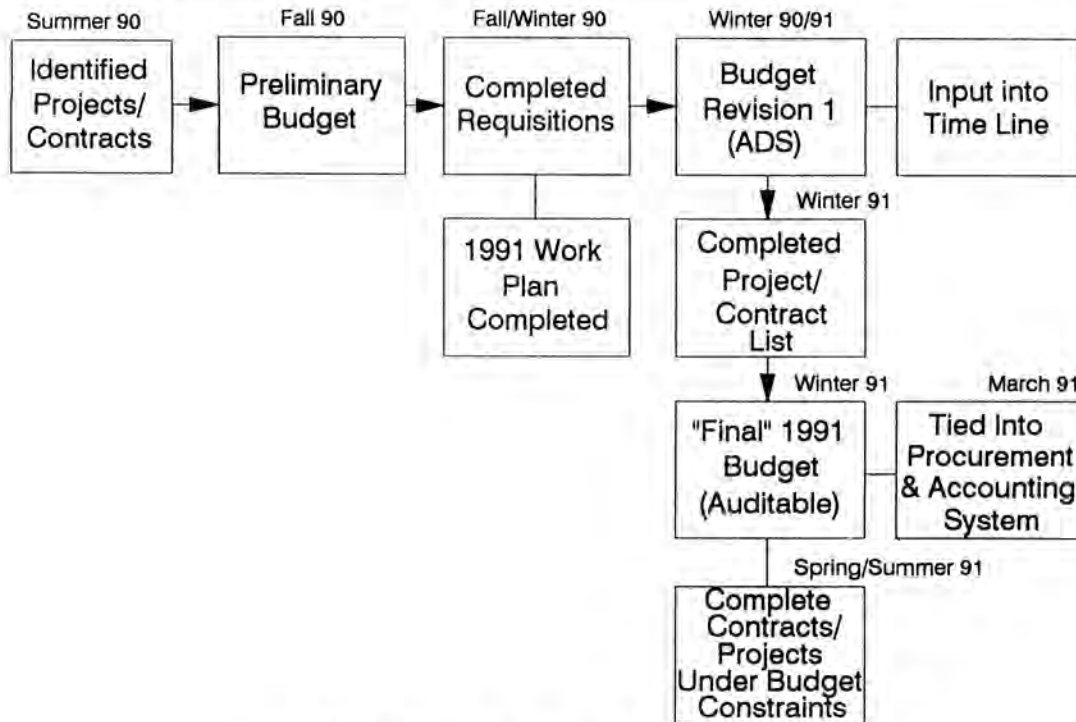 Summer 90
Identified
Projects/
Contracts
Fall 90
Preliminary
Budget
Fall/Winter 90
Completed
Requisitions
1991 Work
Plan
Completed
Winter 90/91
Budget
Revision 1
(ADS)
Input into
Time Line
Winter 91
Completed
Project/
Contract
List
Winter 91
"Final" 1991
Budget
(Auditable)
March 91
Tied Into
Procurement
& Accounting
System
Spring/Summer 91
Complete
Contracts/
Projects
Under Budget
Constraints